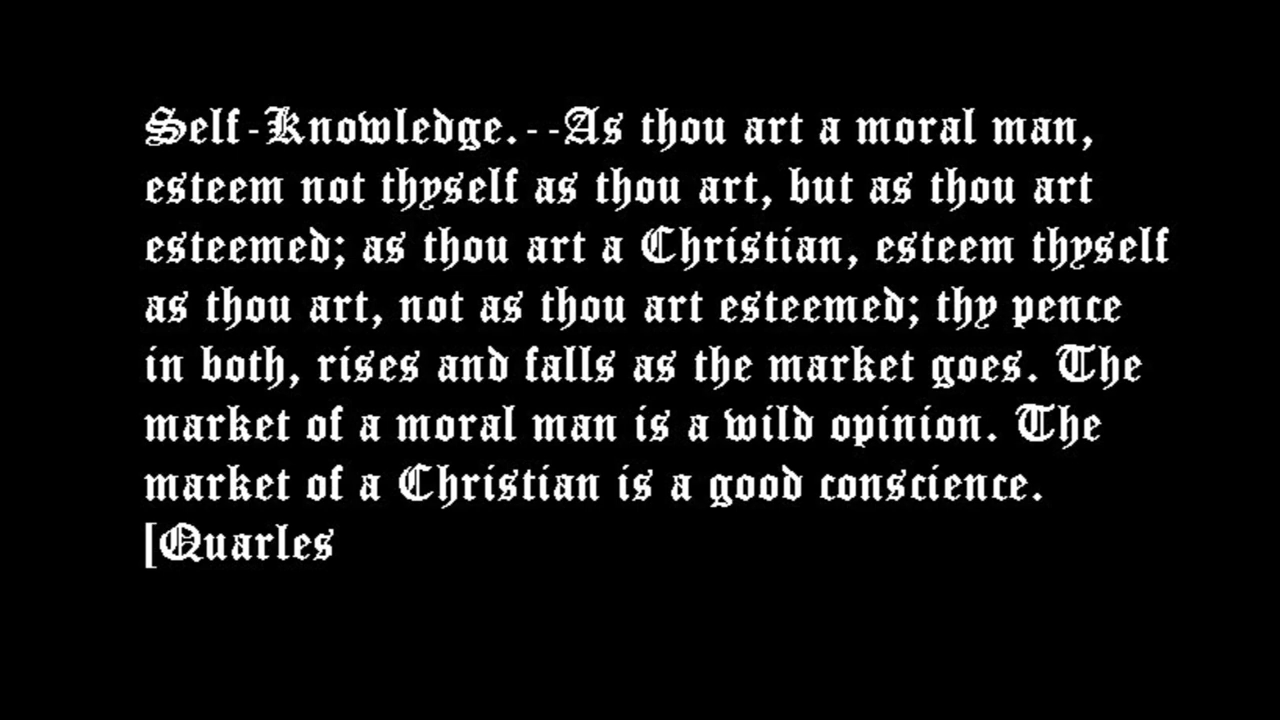 Self-Knowledge.--As thou art a moral man,
esteem not thyself as thou art, but as thou art
esteemed; as thou art a Christian, esteem thyself
as thou art, not as thou art esteemed; thy pence
in both, rises and falls as the market goes. The
market of a moral man is a wild opinion. The
market of a Christian is a good conscience.
[Quarles